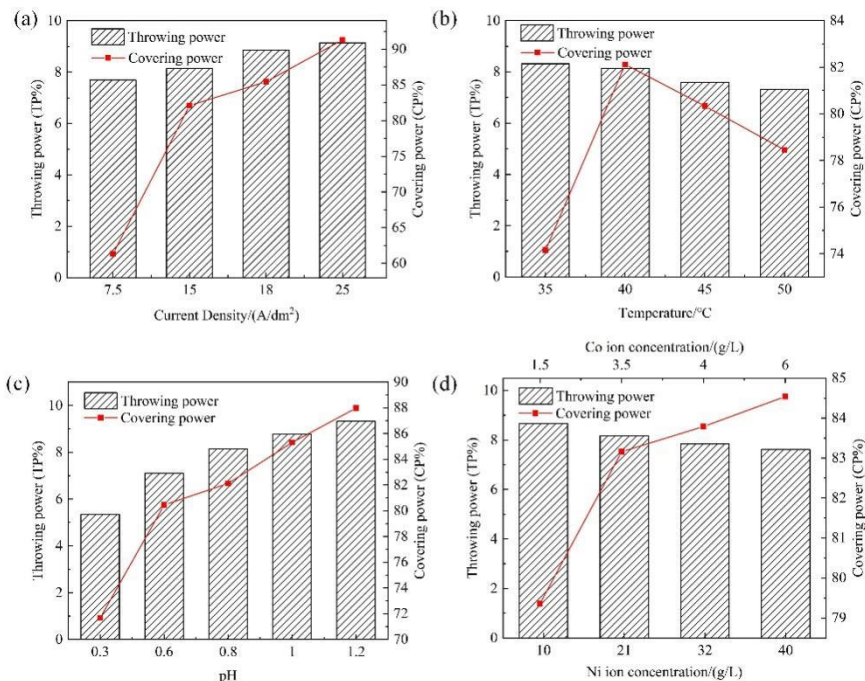 (a)
Throwing power
Covering power
Throwing power (TP%)
10
8
6
4
2
0
Covering power (CP%)
90
85
80
75
70
65
60
7.5 15 18 25
Current Density/(A/dm²)
(b)
Throwing power
Covering power
Throwing power (TP%)
10
8
6
4
2
0
Covering power (CP%)
84
82
80
78
76
74
35 40 45 50
Temperature/°C
(c)
Throwing power
Covering power
Throwing power (TP%)
10
8
6
4
2
0
Covering power (CP%)
90
88
86
84
82
80
78
76
74
72
70
0.3 0.6 0.8 1 1.2
pH
Co ion concentration/(g/L)
1.5 3.5 4 6
(d)
Throwing power
Covering power
Throwing power (TP%)
10
8
6
4
2
0
Covering power (CP%)
85
84
83
82
81
80
79
10 21 32 40
Ni ion concentration/(g/L)